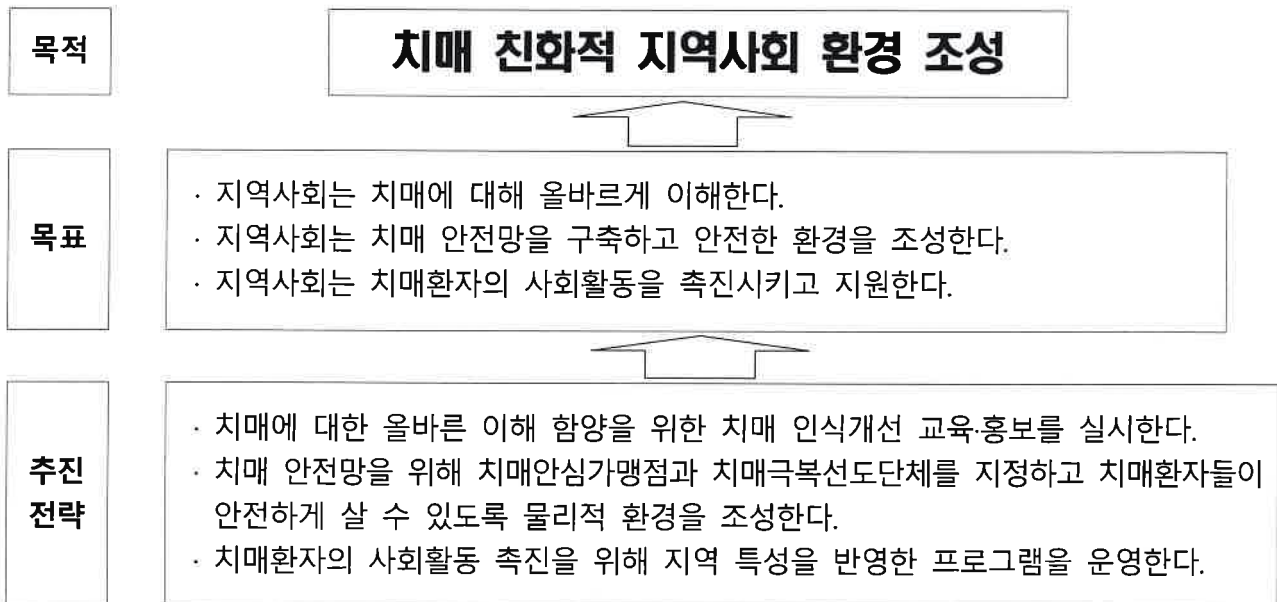 목적
치매 친화적 지역사회 환경 조성
목표
· 지역사회는 치매에 대해 올바르게 이해한다.
· 지역사회는 치매 안전망을 구축하고 안전한 환경을 조성한다.
· 지역사회는 치매환자의 사회활동을 촉진시키고 지원한다.
추진
전략
· 치매에 대한 올바른 이해 함양을 위한 치매 인식개선 교육·홍보를 실시한다.
· 치매 안전망을 위해 치매안심가맹점과 치매극복선도단체를 지정하고 치매환자들이
안전하게 살 수 있도록 물리적 환경을 조성한다.
· 치매환자의 사회활동 촉진을 위해 지역 특성을 반영한 프로그램을 운영한다.